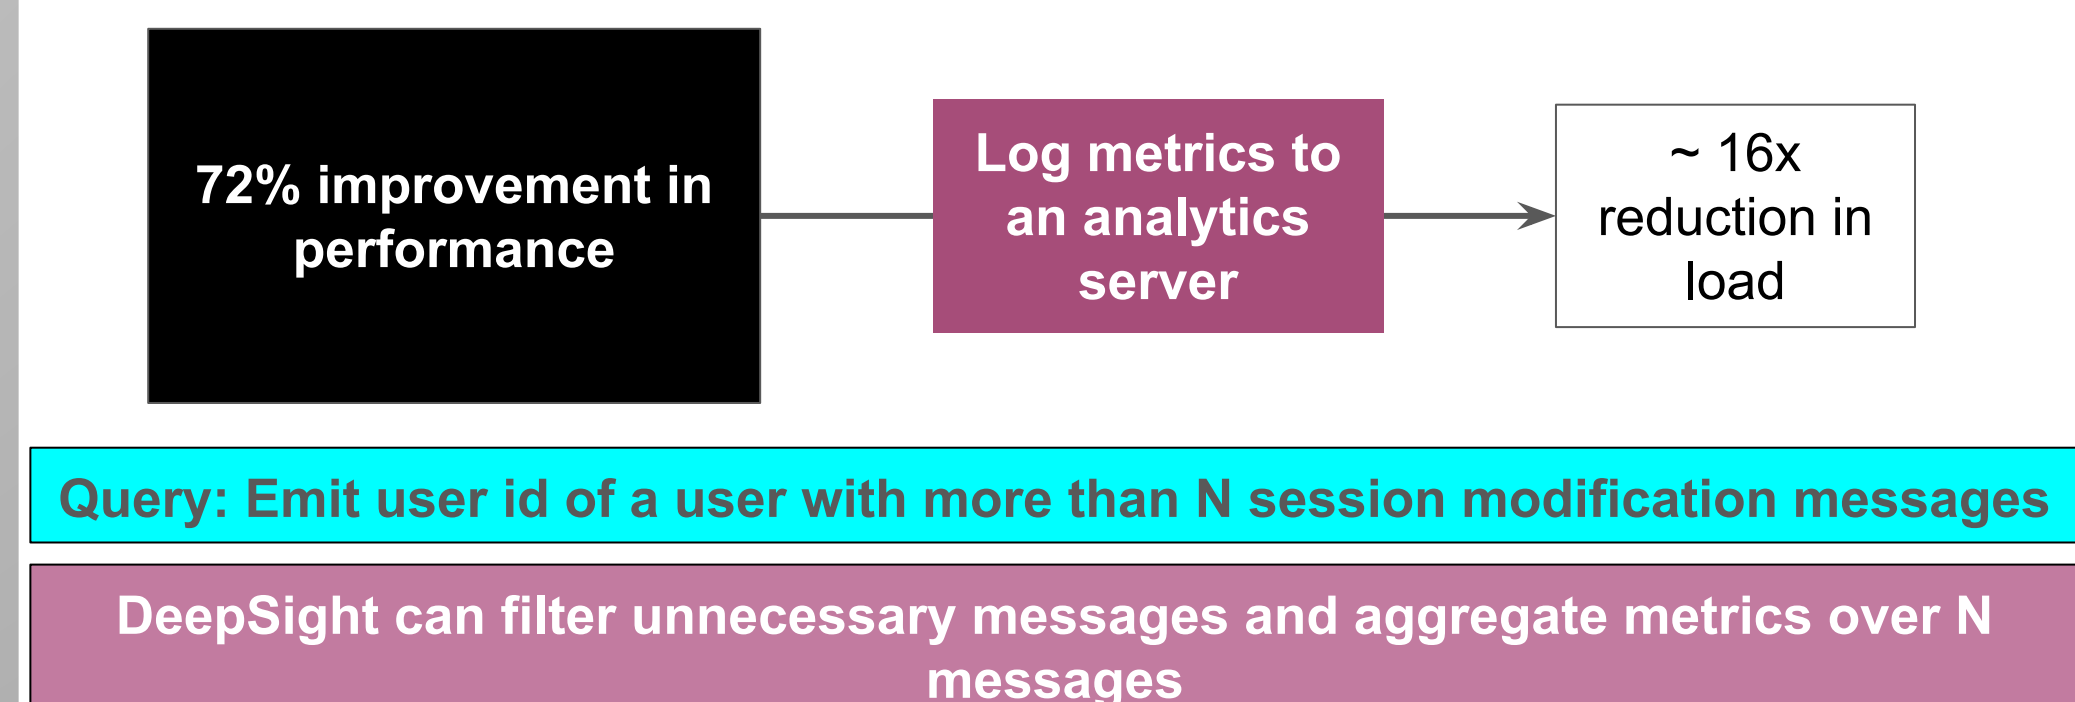 72% improvement in
performance
Log metrics to
an analytics
server
~ 16x
reduction in
load
Query: Emit user id of a user with more than N session modification messages
DeepSight can filter unnecessary messages and aggregate metrics over N
messages